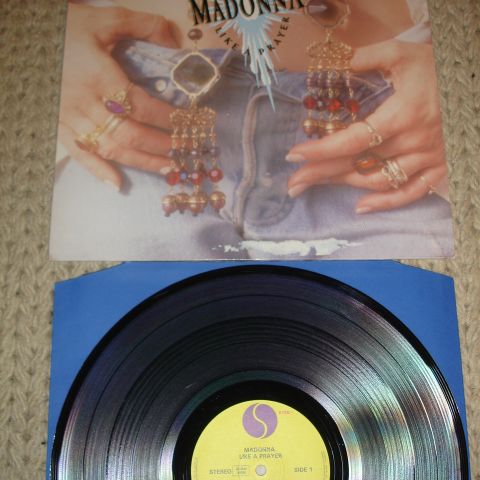 MADONNA
LIKE A PRAYER
MADONNA
LIKE A PRAYER
STEREO
SIDE 1